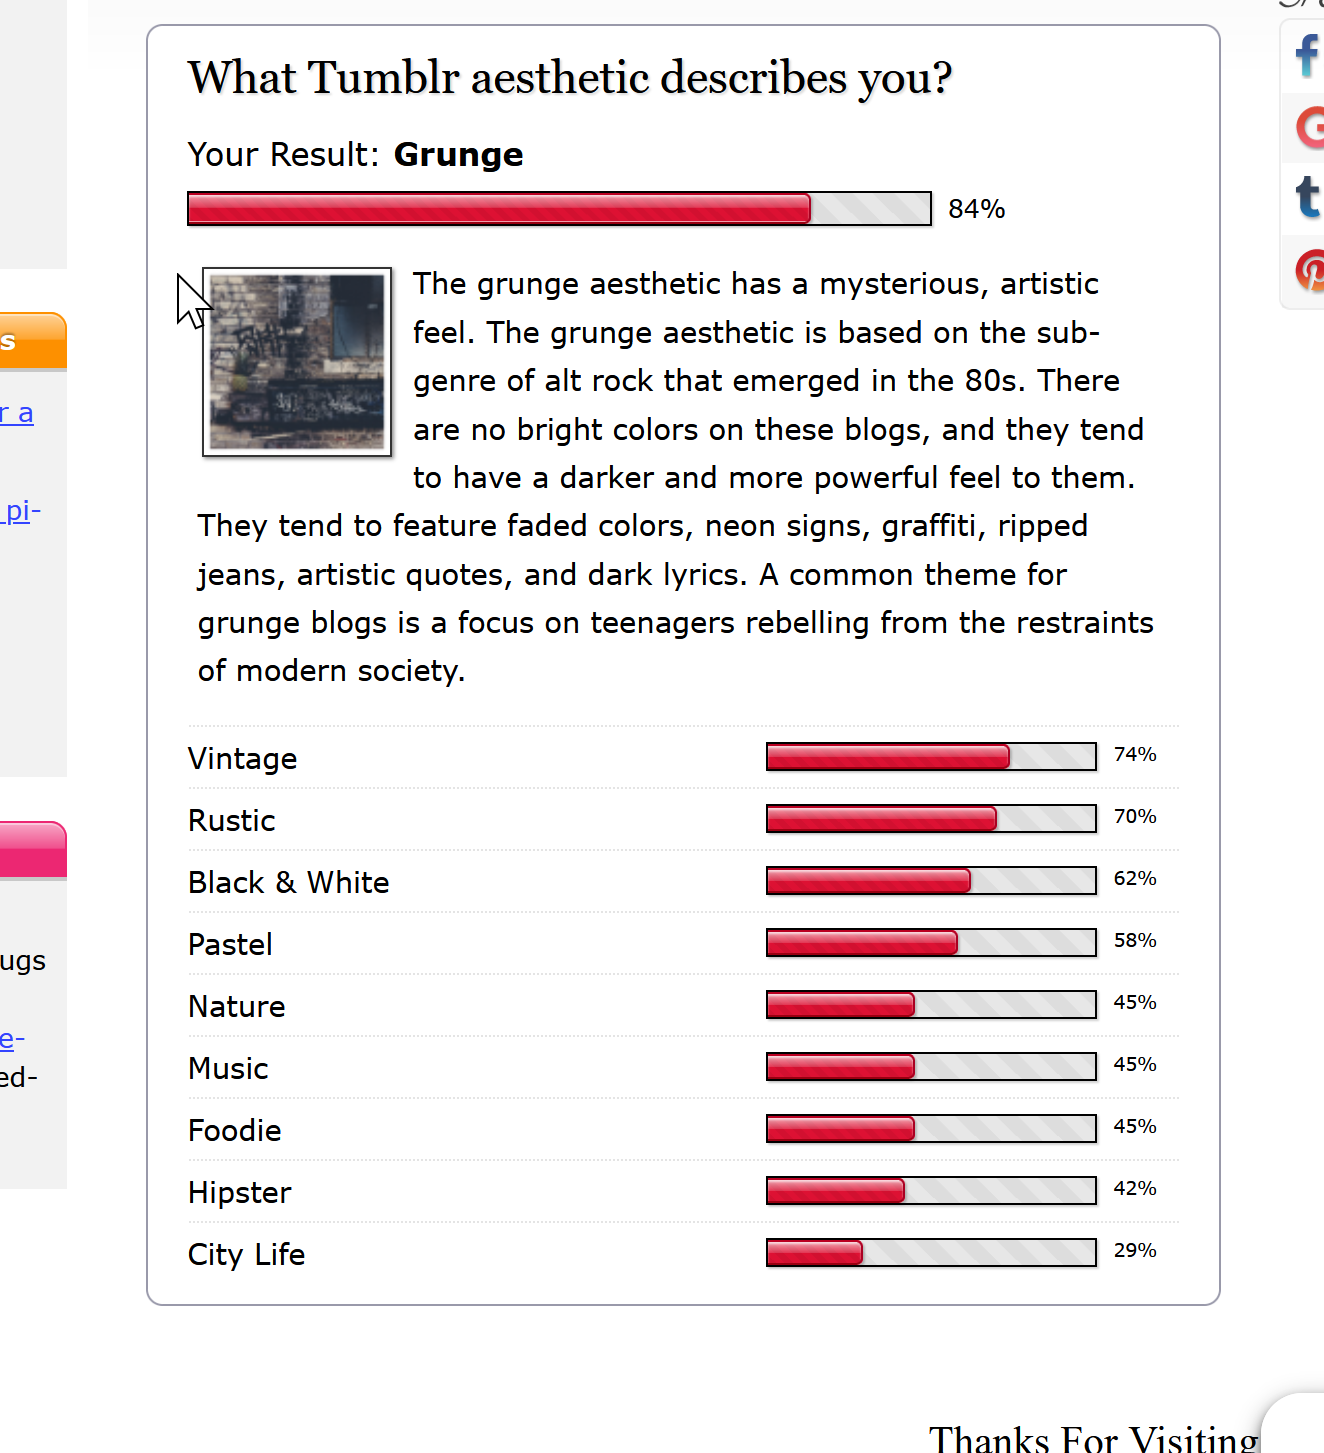 What Tumblr aesthetic describes you?
Your Result: Grunge
84%
The grunge aesthetic has a mysterious, artistic
feel. The grunge aesthetic is based on the sub-
genre of alt rock that emerged in the 80s. There
are no bright colors on these blogs, and they tend
to have a darker and more powerful feel to them.
They tend to feature faded colors, neon signs, graffiti, ripped
jeans, artistic quotes, and dark lyrics. A common theme for
grunge blogs is a focus on teenagers rebelling from the restraints
of modern society.
Vintage 74%
Rustic 70%
Black & White 62%
Pastel 58%
Nature 45%
Music 45%
Foodie 45%
Hipster 42%
City Life 29%
s
r a
pi-
ugs
e-
ed-
f
G
t
Thanks For Visiting